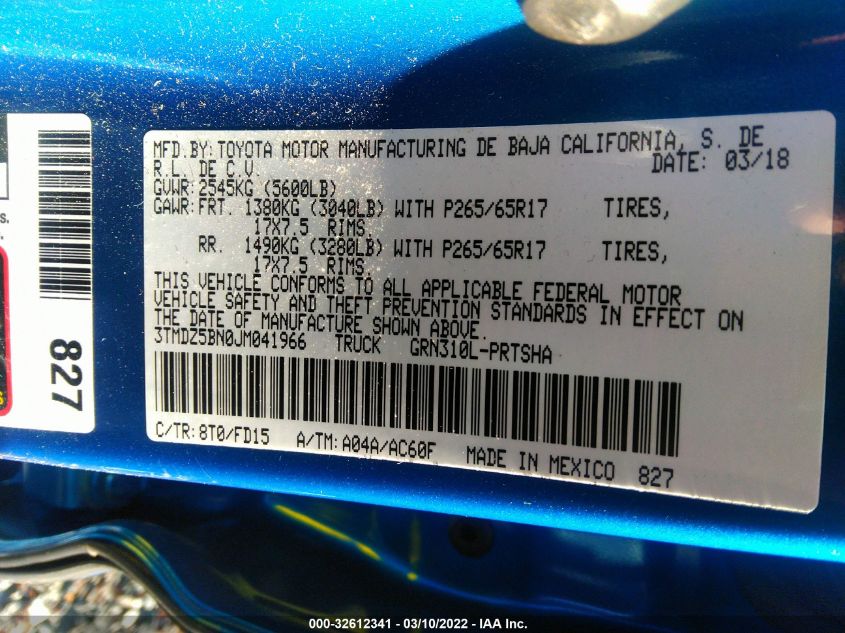 MFD.BY:TOYOTA MOTOR MANUFACTURING DE BAJA CALIFORNIA, S. DE
R.L. DE C.V. DATE: 03/18
GVWR:2545KG (5600LB)
GAWR:FRT. 1380KG (3040LB) WITH P265/65R17 TIRES,
17X7.5 RIMS.
RR. 1490KG (3280LB) WITH P265/65R17 TIRES,
17X7.5 RIMS.
THIS VEHICLE CONFORMS TO ALL APPLICABLE FEDERAL MOTOR
VEHICLE SAFETY AND THEFT PREVENTION STANDARDS IN EFFECT ON
THE DATE OF MANUFACTURE SHOWN ABOVE.
3TMDZ5BN0JM041966 TRUCK GRN310L-PRTSHA
C/TR:8T0/FD15 A/TM:A04A/AC60F MADE IN MEXICO 827
827
s.
000-32612341 - 03/10/2022 - IAA Inc.